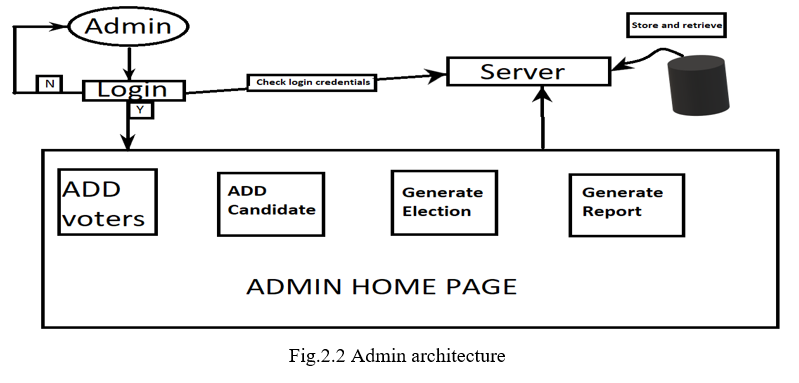 Admin
Store and retrieve
Server
Check login credentials
N
Login
Y
ADD
voters
ADD
Candidate
Generate
Election
Generate
Report
ADMIN HOME PAGE
Fig.2.2 Admin architecture